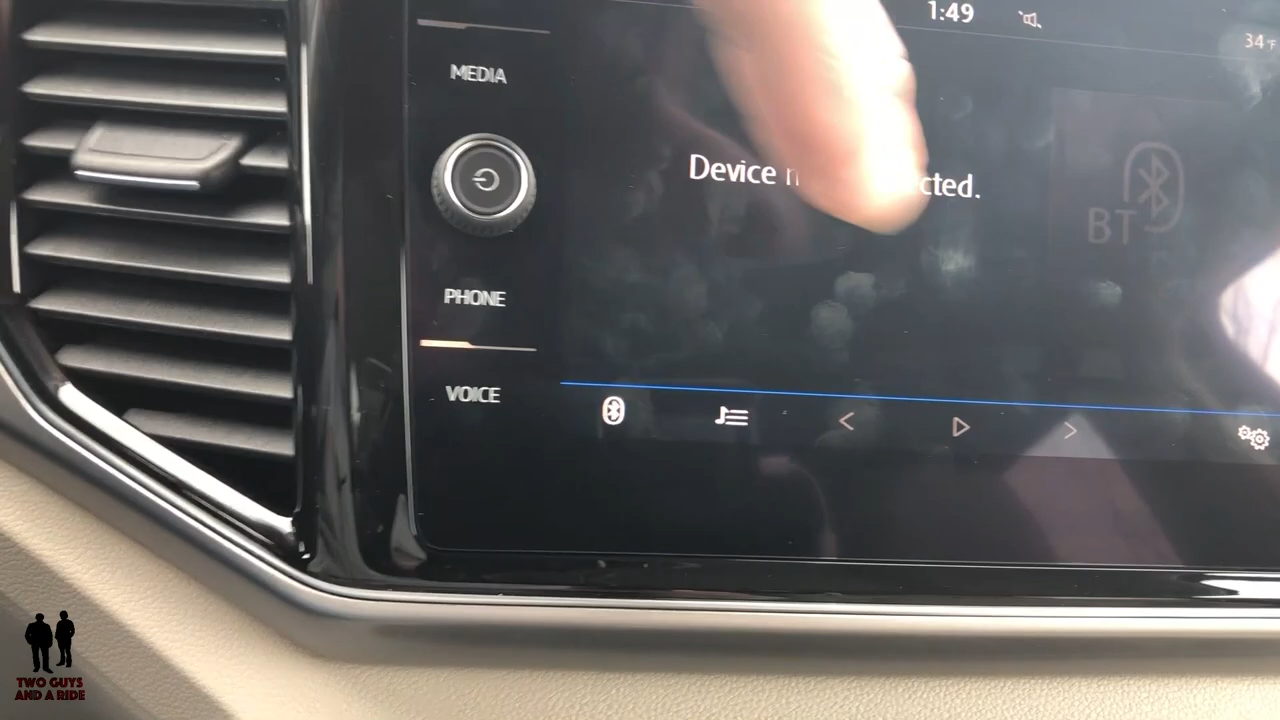 1:49
34°F
MEDIA
Device cted.
BT
PHONE
VOICE
TWO GUYS
AND A RIDE